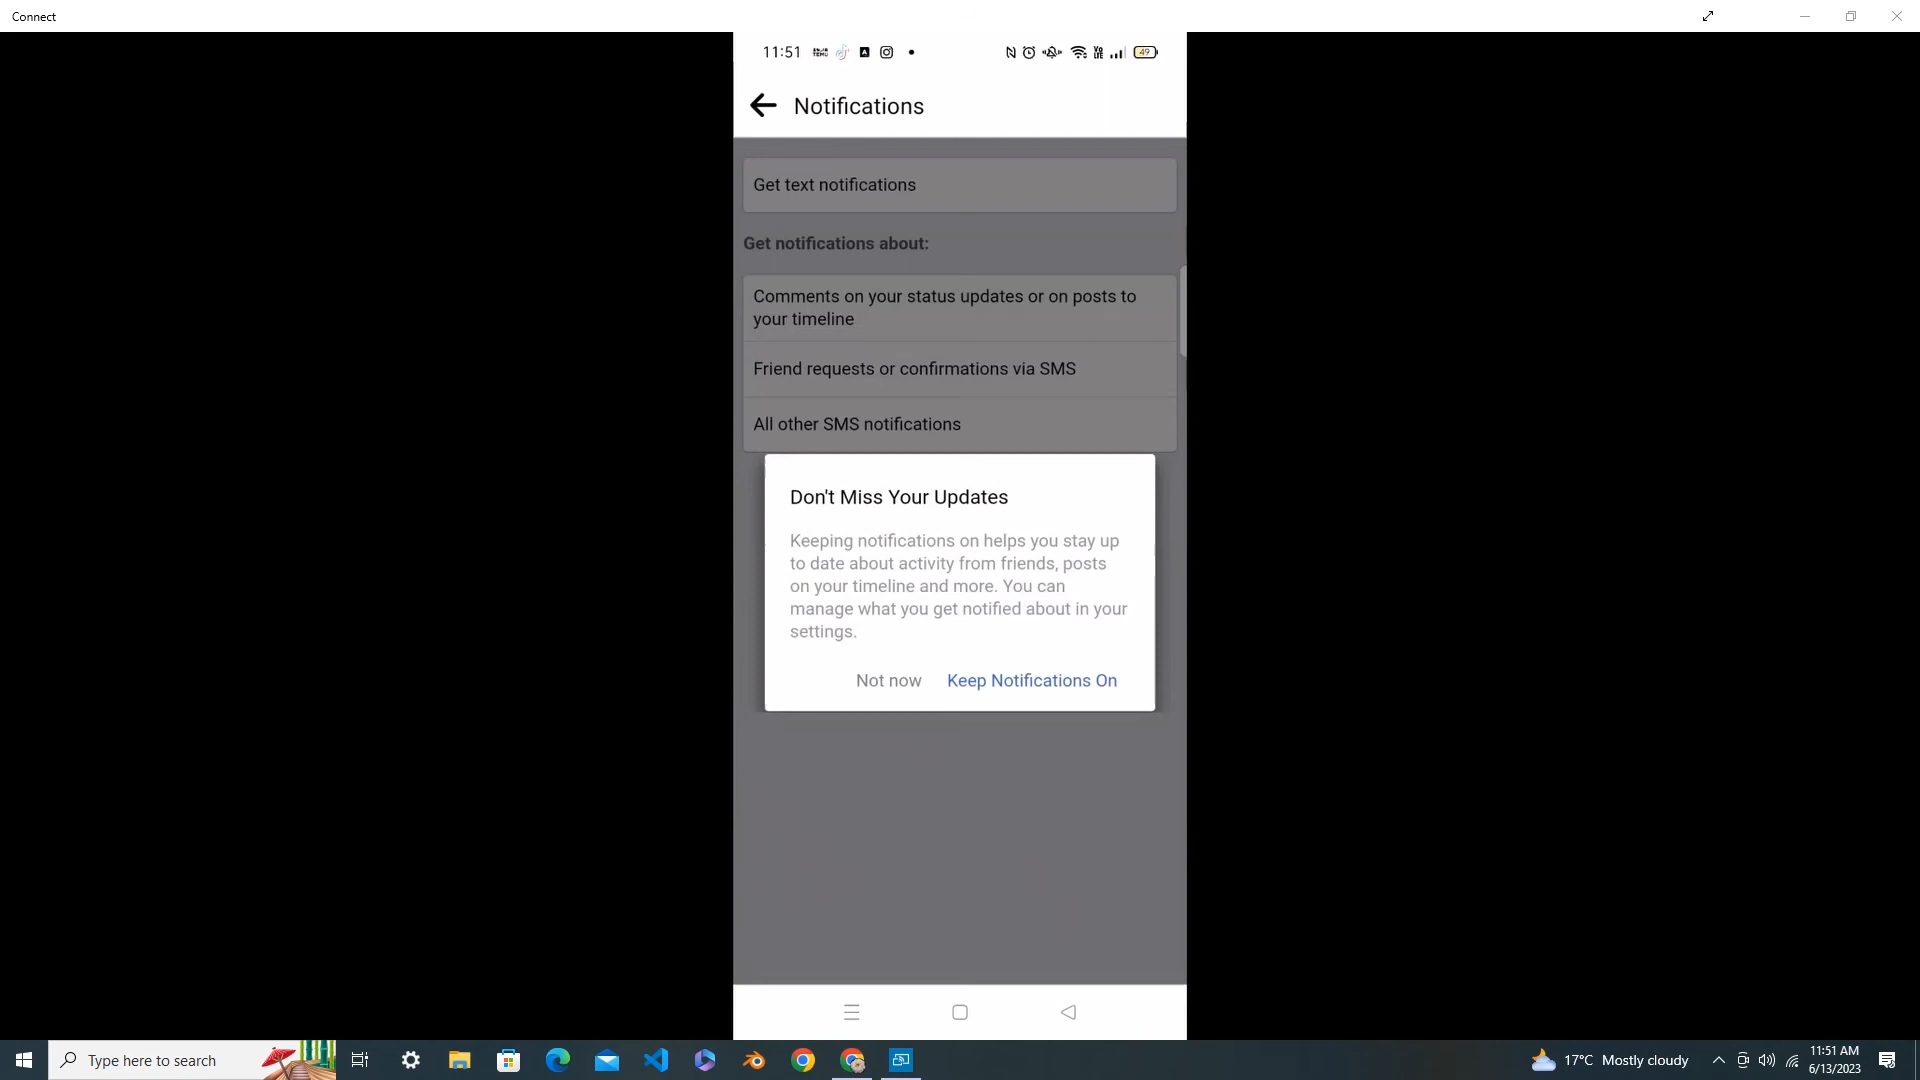 Connect
11:51
49
Notifications
Get text notifications
Get notifications about:
Comments on your status updates or on posts to
your timeline
Friend requests or confirmations via SMS
All other SMS notifications
Don't Miss Your Updates
Keeping notifications on helps you stay up
to date about activity from friends, posts
on your timeline and more. You can
manage what you get notified about in your
settings.
Not now Keep Notifications On
Type here to search
17°C Mostly cloudy
11:51 AM
6/13/2023